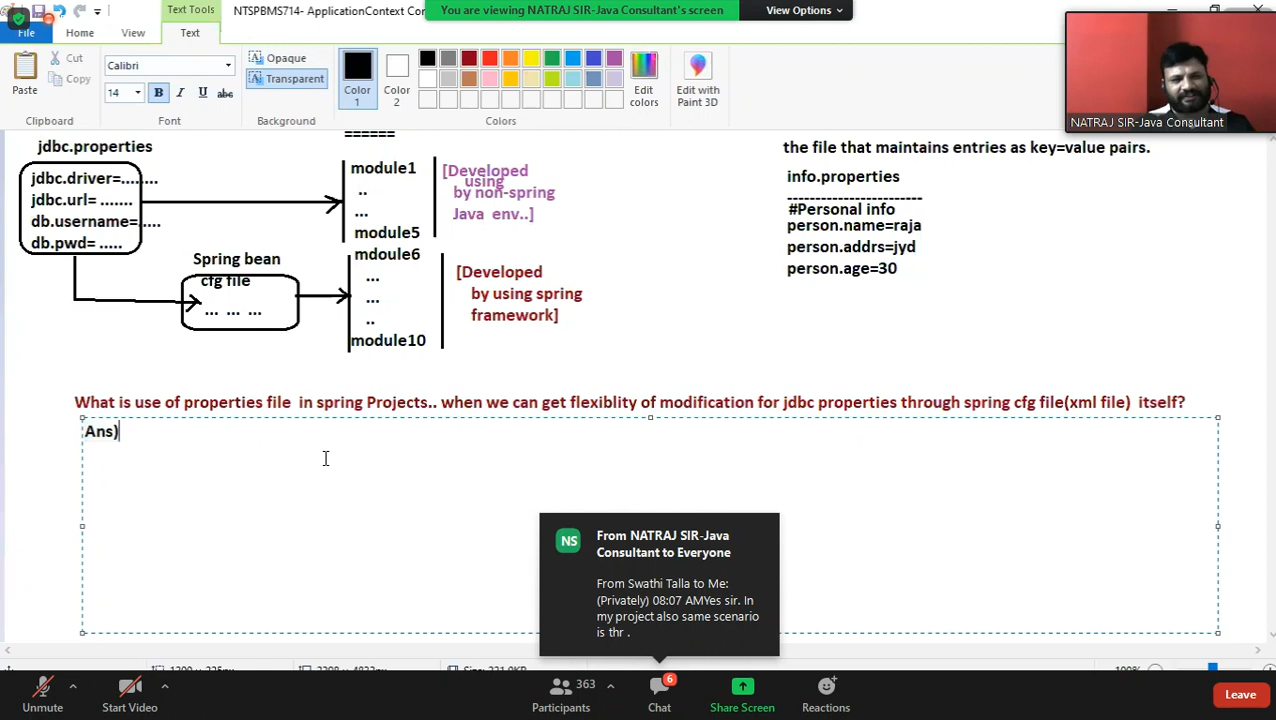 NTSPBMS714- ApplicationContext Con
Text Tools
You are viewing NATRAJ SIR-Java Consultant's screen
View Options
File
Home
View
Text
Paste
Cut
Copy
Clipboard
Calibri
14
B I U abc
Font
Opaque
Transparent
Background
Color 1
Color 2
Edit colors
Edit with Paint 3D
Colors
NATRAJ SIR-Java Consultant
======
jdbc.properties
jdbc.driver=........
jdbc.url= .......
db.username=.....
db.pwd= .....
module1
..
...
module5
[Developed
using
by non-spring
Java env..]
Spring bean
cfg file
... ... ...
mdoule6
...
...
..
module10
[Developed
by using spring
framework]
the file that maintains entries as key=value pairs.
info.properties
-----------------------
#Personal info
person.name=raja
person.addrs=jyd
person.age=30
What is use of properties file in spring Projects.. when we can get flexiblity of modification for jdbc properties through spring cfg file(xml file) itself?
Ans)
NS
From NATRAJ SIR-Java
Consultant to Everyone
From Swathi Talla to Me:
(Privately) 08:07 AMYes sir. In
my project also same scenario
is thr .
100%
Unmute
Start Video
363
Participants
6
Chat
Share Screen
Reactions
Leave